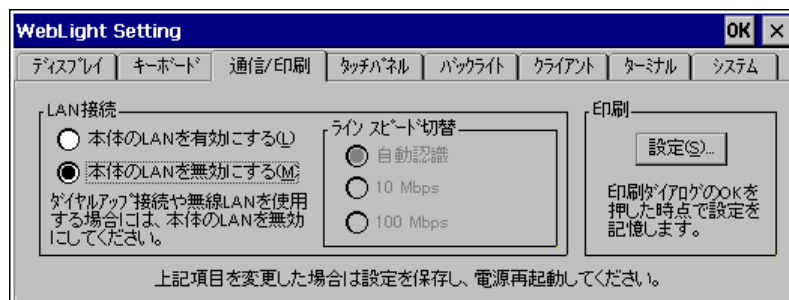 WebLight Setting OK ×
ディスプレイ キーボード 通信/印刷 タッチパネル バックライト クライアント ターミナル システム
LAN接続
本体のLANを有効にする(L)
本体のLANを無効にする(M)
ダイヤルアップ接続や無線LANを使用
する場合には、本体のLANを無効
にしてください。
ライン スピード切替
自動認識
10 Mbps
100 Mbps
印刷
設定(S)...
印刷ダイアログのOKを
押した時点で設定を
記憶します。
上記項目を変更した場合は設定を保存し、電源再起動してください。